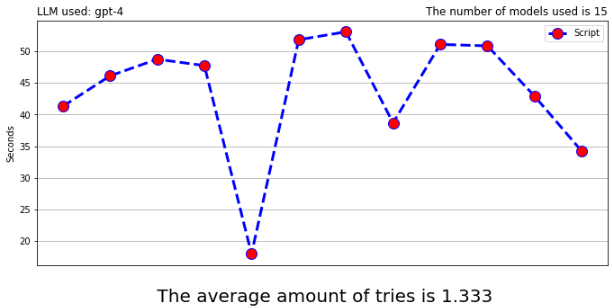 LLM used: gpt-4
The number of models used is 15
Script
50
45
40
35
30
25
20
Seconds
The average amount of tries is 1.333